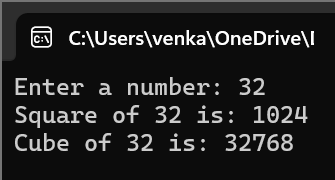 C:\Users\venka\OneDrive\
Enter a number: 32
Square of 32 is: 1024
Cube of 32 is: 32768